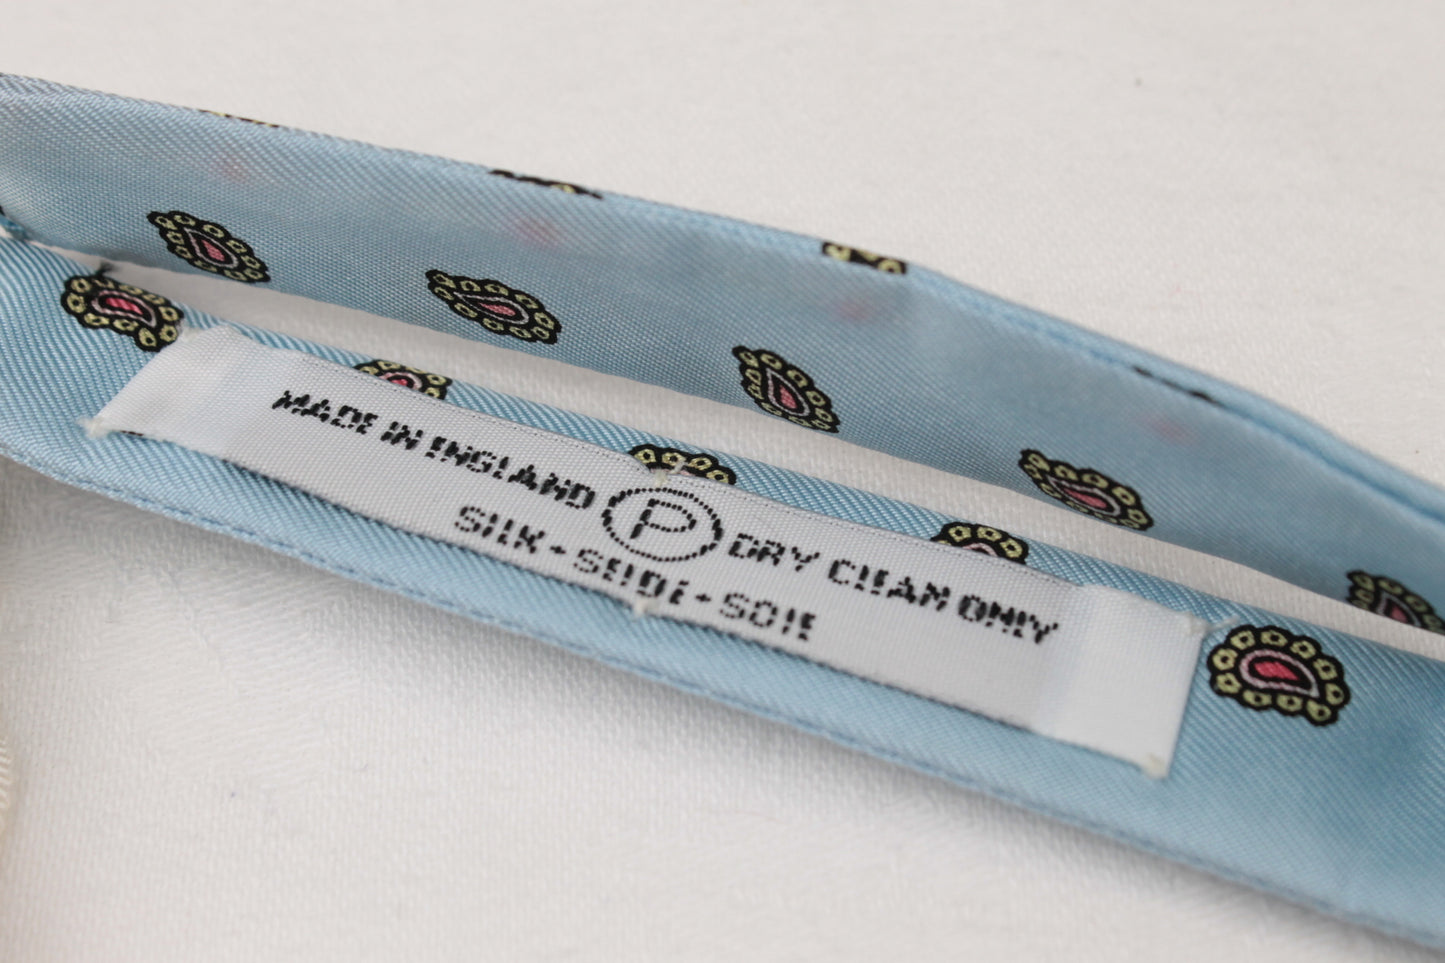 MADE IN ENGLAND P DRY CLEAN ONLY
SILK - SEIDE - SOIE